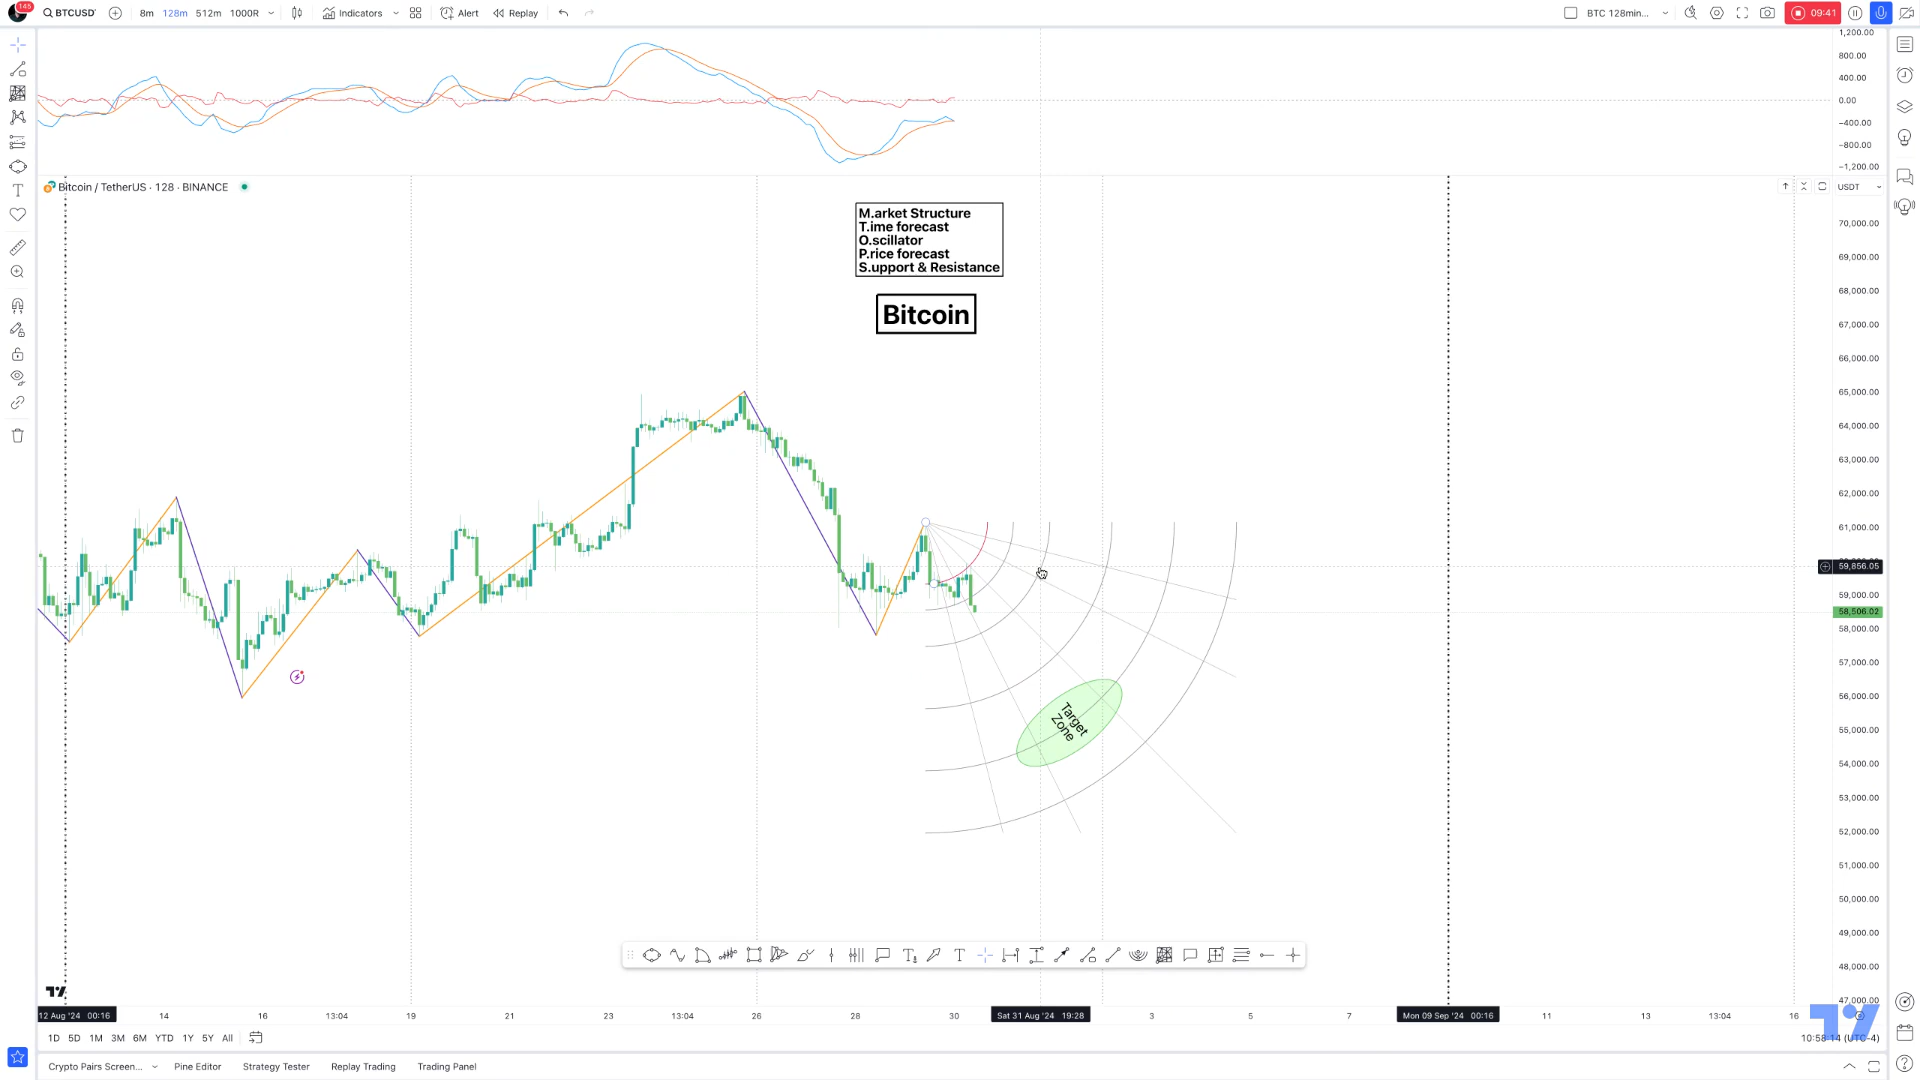 145
BTCUSD
8m
128m
512m
1000R
Indicators
Alert
Replay
BTC 128min...
09:41
1,200.00
800.00
400.00
0.00
−400.00
−800.00
−1,200.00
Bitcoin / TetherUS · 128 · BINANCE
USDT
M.arket Structure
T.ime forecast
O.scillator
P.rice forecast
S.upport & Resistance
Bitcoin
70,000.00
69,000.00
68,000.00
67,000.00
66,000.00
65,000.00
64,000.00
63,000.00
62,000.00
61,000.00
59,856.05
59,000.00
58,506.02
58,000.00
57,000.00
56,000.00
55,000.00
54,000.00
53,000.00
52,000.00
51,000.00
50,000.00
49,000.00
48,000.00
47,000.00
Target
Zone
12 Aug '24 00:16
14
16
13:04
19
21
23
13:04
26
28
30
Sat 31 Aug '24 19:28
3
5
7
Mon 09 Sep '24 00:16
11
13
13:04
16
1D
5D
1M
3M
6M
YTD
1Y
5Y
All
10:58:14 (UTC-4)
Crypto Pairs Screen...
Pine Editor
Strategy Tester
Replay Trading
Trading Panel